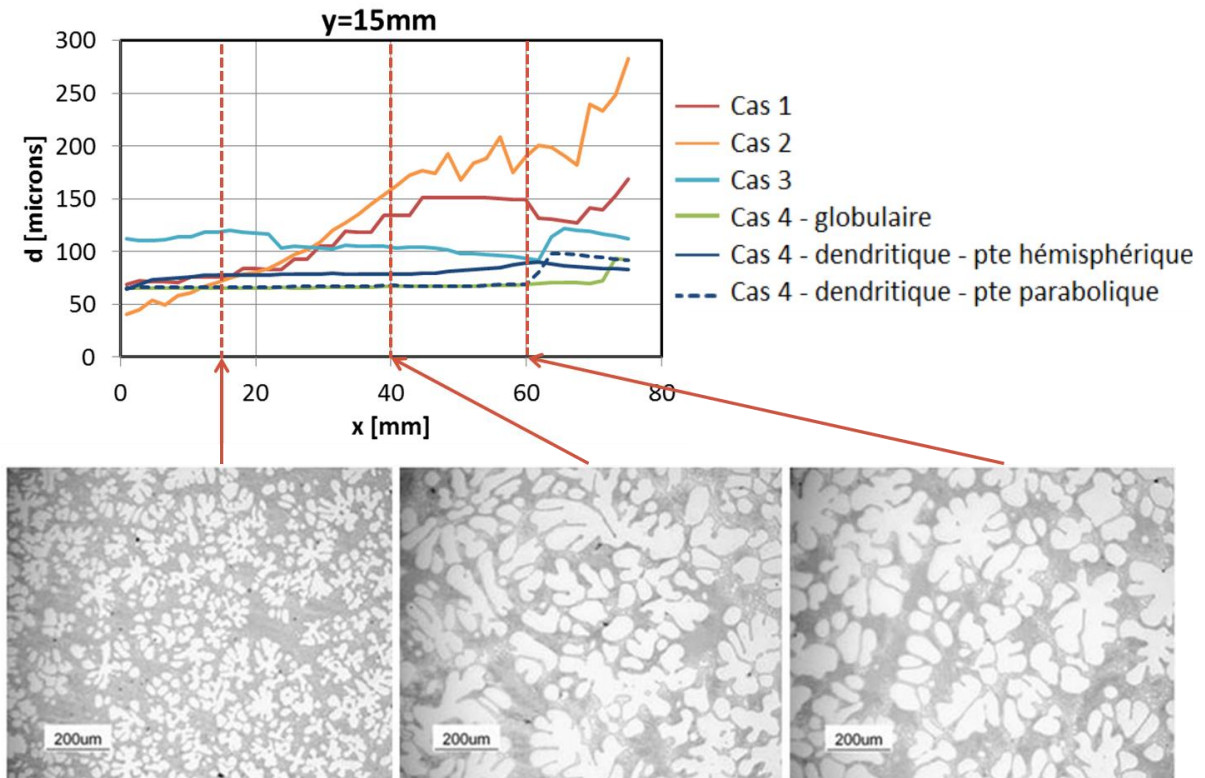 y=15mm
300
250
200
150
100
50
0
d [microns]
0 20 40 60 80
x [mm]
Cas 1
Cas 2
Cas 3
Cas 4 - globulaire
Cas 4 - dendritique - pte hémisphérique
Cas 4 - dendritique - pte parabolique
200um
200um
200um